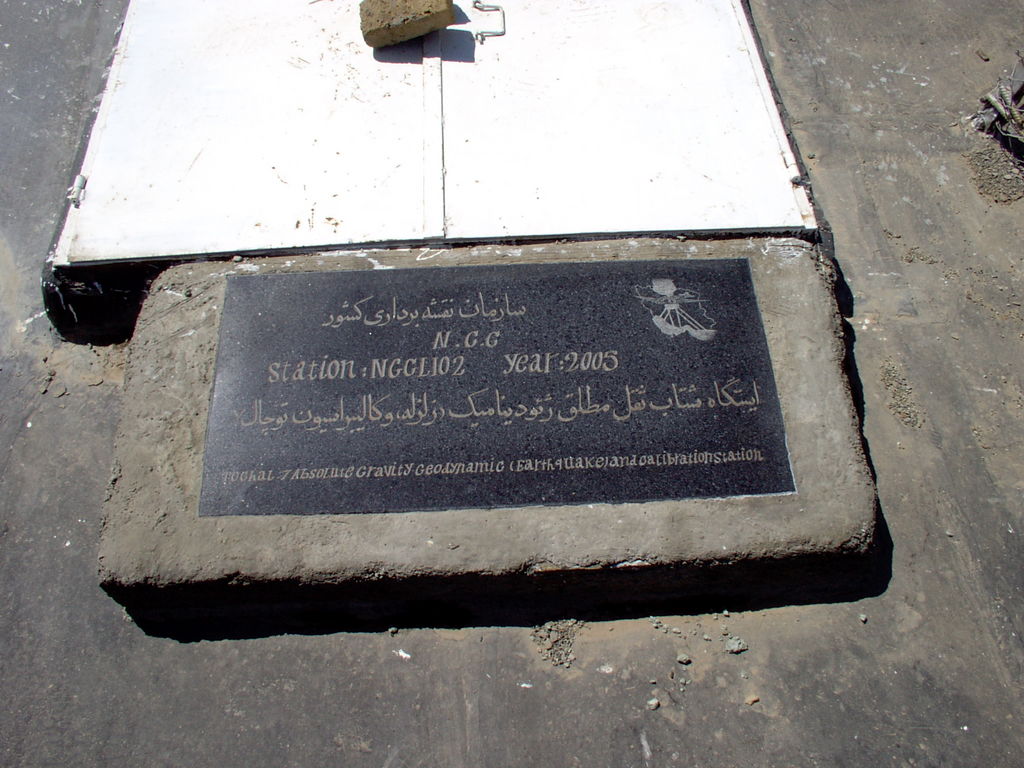 سازمان نقشه برداری کشور
N.C.C
Station:NGCL102 year:2005
ایستگاه شتاب ثقل مطلق ژئودینامیک (زلزله) و کالیبراسیون توچال
Tochal / Absolute Gravity Geodynamic (Earthquake) and calibration Station